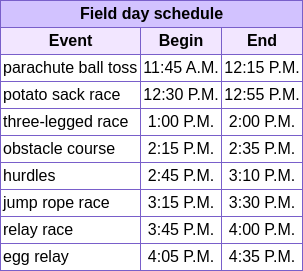 Field day schedule
Event Begin End
parachute ball toss 11:45 A.M. 12:15 P.M.
potato sack race 12:30 P.M. 12:55 P.M.
three-legged race 1:00 P.M. 2:00 P.M.
obstacle course 2:15 P.M. 2:35 P.M.
hurdles 2:45 P.M. 3:10 P.M.
jump rope race 3:15 P.M. 3:30 P.M.
relay race 3:45 P.M. 4:00 P.M.
egg relay 4:05 P.M. 4:35 P.M.